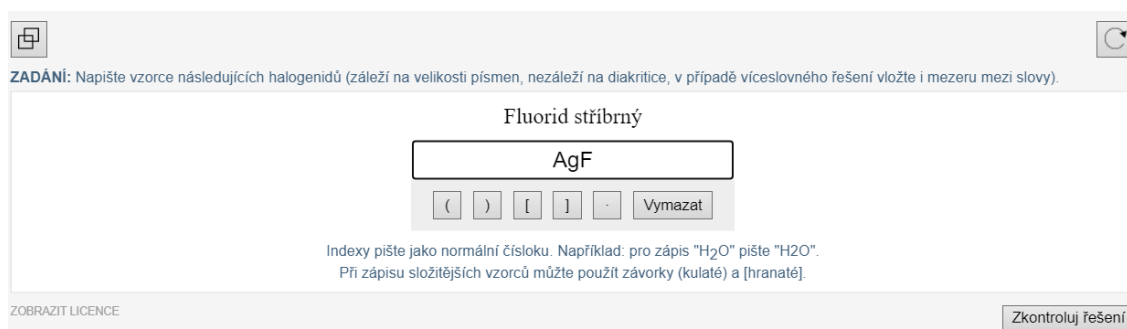 ZADÁNÍ: Napište vzorce následujících halogenidů (záleží na velikosti písmen, nezáleží na diakritice, v případě víceslovného řešení vložte i mezeru mezi slovy).
Fluorid stříbrný
AgF
( ) [ ] · Vymazat
Indexy pište jako normální čísloku. Například: pro zápis "H₂O" pište "H2O".
Při zápisu složitějších vzorců můžte použít závorky (kulaté) a [hranaté].
ZOBRAZIT LICENCE
Zkontroluj řešení